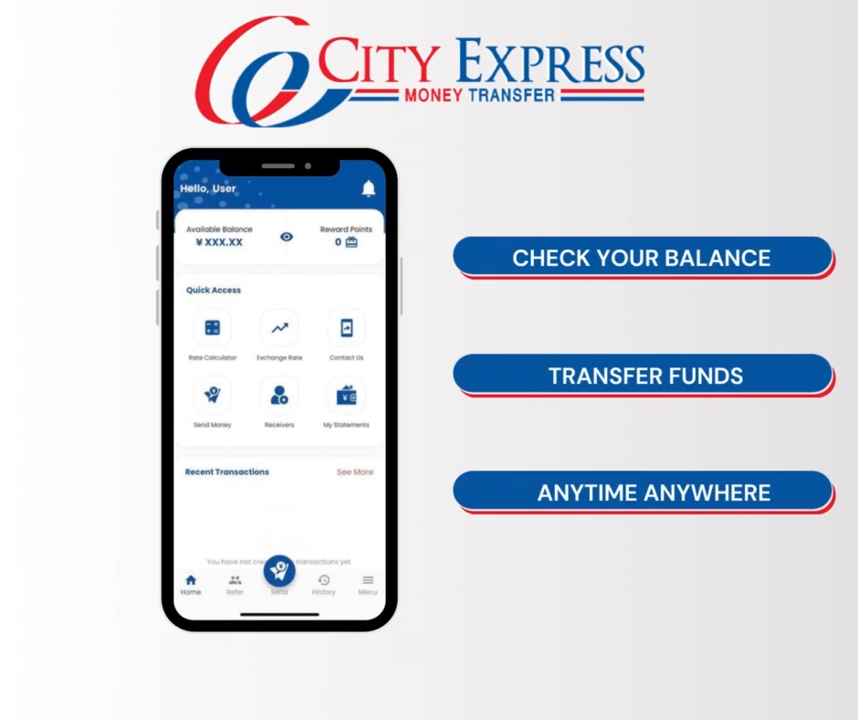 CITY EXPRESS
MONEY TRANSFER
Hello, User
Available Balance
¥ XXX.XX
Reward Points
0
Quick Access
Rate Calculator
Exchange Rate
Contact Us
Send Money
Receivers
My Statements
Recent Transactions
See More
You have not transactions yet.
Home
Refer
Send
History
Menu
CHECK YOUR BALANCE
TRANSFER FUNDS
ANYTIME ANYWHERE